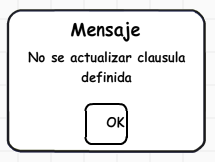 Mensaje
No se actualizar clausula
definida
OK